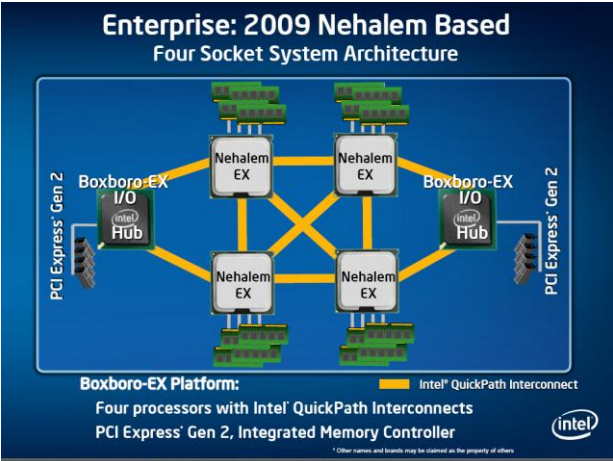 Enterprise: 2009 Nehalem Based
Four Socket System Architecture
Nehalem
EX
Nehalem
EX
Boxboro-EX
I/O
intel
Hub
PCI Express* Gen 2
Boxboro-EX
I/O
intel
Hub
PCI Express* Gen 2
Nehalem
EX
Nehalem
EX
Boxboro-EX Platform:
Intel® QuickPath Interconnect
Four processors with Intel® QuickPath Interconnects
PCI Express* Gen 2, Integrated Memory Controller
intel
* Other names and brands may be claimed as the property of others